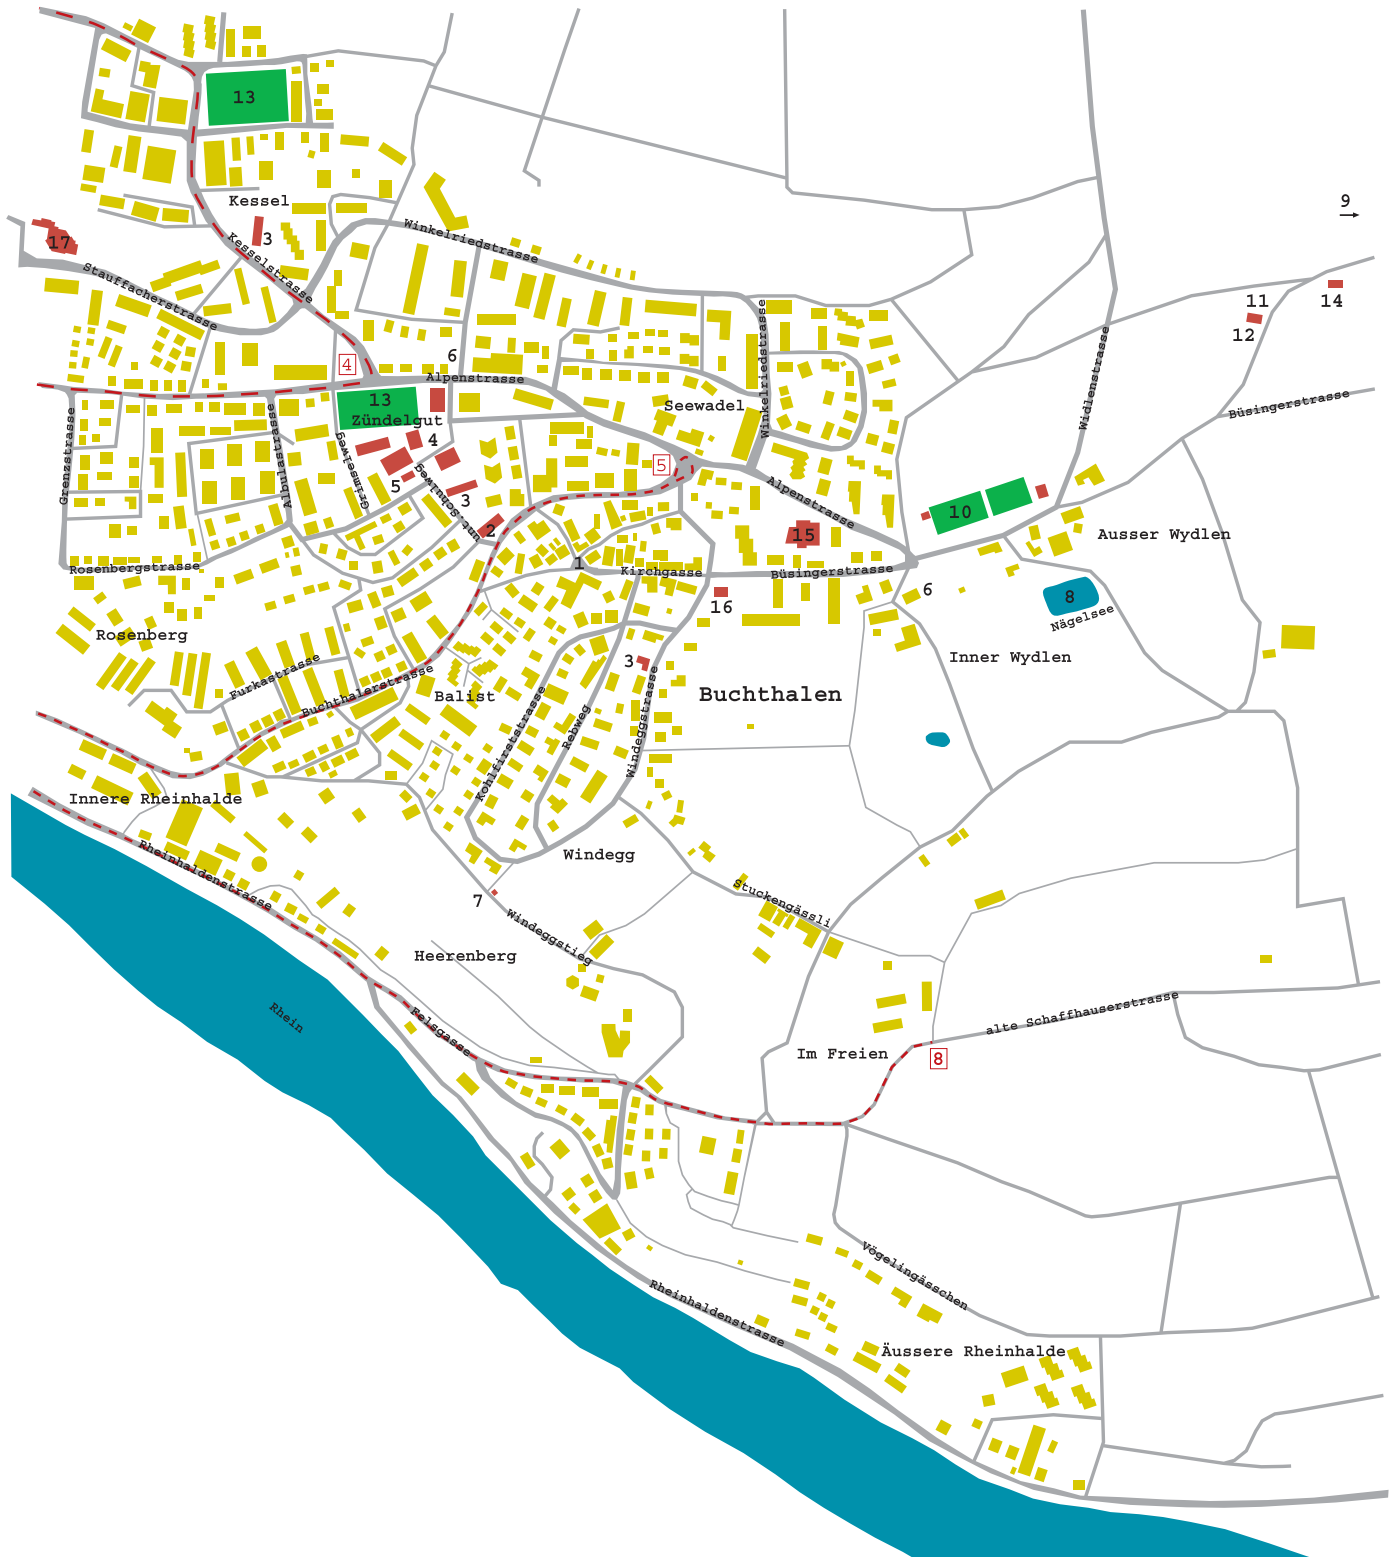 13
9
Kessel
Winkelriedstrasse
3
Kesselstrasse
17
Stauffacherstrasse
11
14
12
Winkelriedstrasse
Widlenstrasse
4
6
Alpenstrasse
13
Zündelgut
Seewadel
Büsingerstrasse
Grenzstrasse
Albulastrasse
Grimselweg
4
5
5
unt.Schulweg
3
2
Alpenstrasse
10
15
Ausser Wydlen
1
Rosenbergstrasse
Kirchgasse
Büsingerstrasse
16
6
8
Nägelsee
Rosenberg
Inner Wydlen
Furkastrasse
3
Buchthalerstrasse
Balist
Buchthalen
Kohlfirststrasse
Rebweg
Windeggstrasse
Innere Rheinhalde
Rheinhaldenstrasse
Windegg
Stuckengässli
7
Windeggstieg
Heerenberg
Rhein
Felsgasse
alte Schaffhauserstrasse
Im Freien
8
Vögelingässchen
Rheinhaldenstrasse
Äussere Rheinhalde